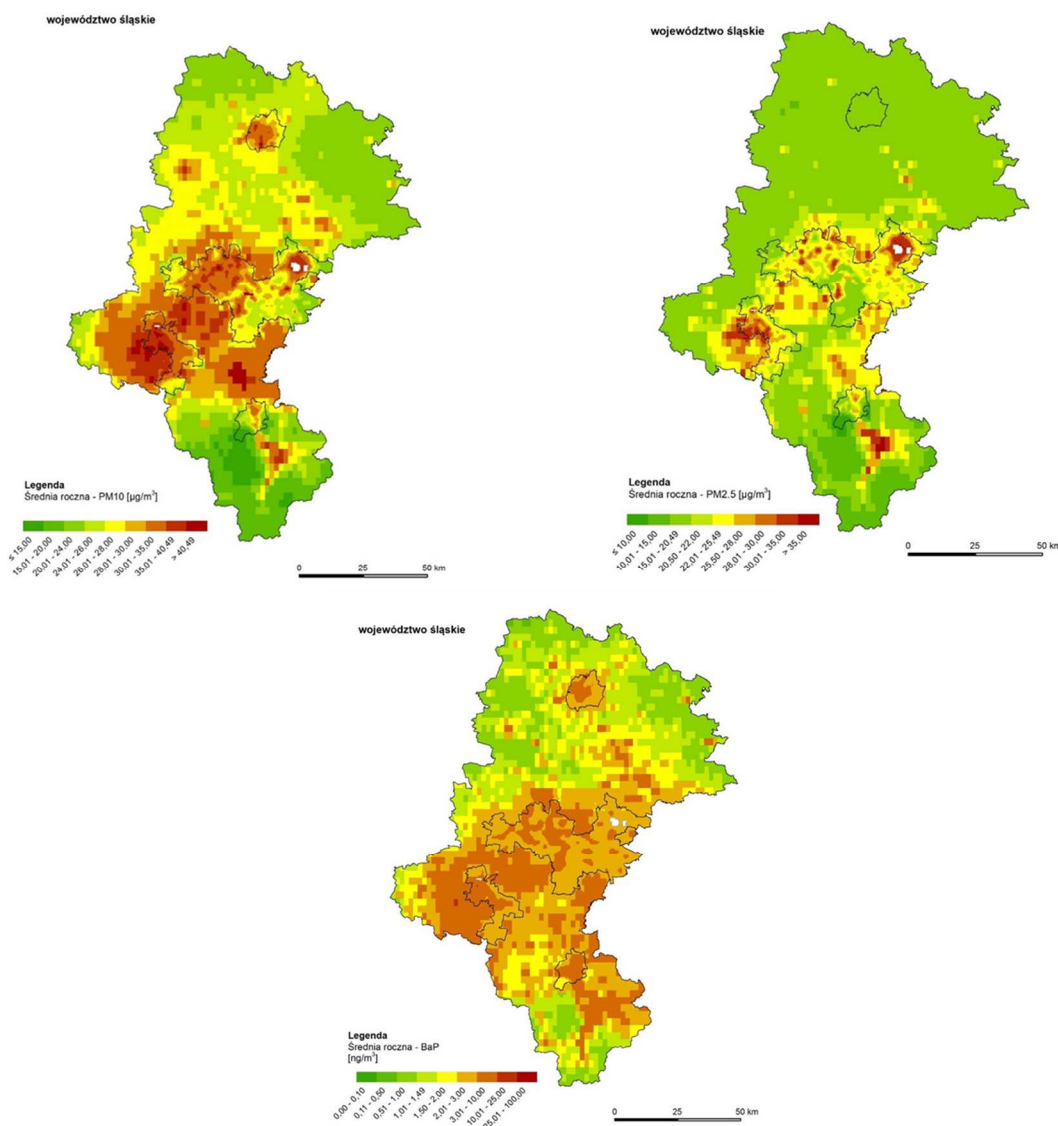 województwo śląskie
Legenda
Średnia roczna - PM10 [µg/m³]
≤ 15,00
15,01 - 20,00
20,01 - 24,00
24,01 - 26,00
26,01 - 28,00
28,01 - 30,00
30,01 - 35,00
35,01 - 40,49
> 40,49
0 25 50 km
województwo śląskie
Legenda
Średnia roczna - PM2.5 [µg/m³]
≤ 10,00
10,01 - 15,00
15,01 - 20,49
20,50 - 22,00
22,01 - 25,49
25,50 - 28,00
28,01 - 30,00
30,01 - 35,00
> 35,00
0 25 50 km
województwo śląskie
Legenda
Średnia roczna - BaP
[ng/m³]
0,00 - 0,10
0,11 - 0,50
0,51 - 1,00
1,01 - 1,49
1,50 - 2,00
2,01 - 3,00
3,01 - 10,00
10,01 - 25,00
25,01 - 100,00
0 25 50 km